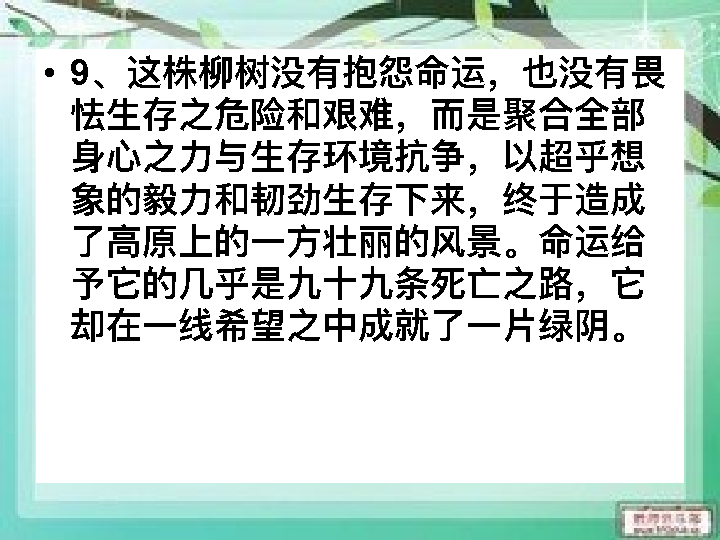 • 9、这株柳树没有抱怨命运，也没有畏
怯生存之危险和艰难，而是聚合全部
身心之力与生存环境抗争，以超乎想
象的毅力和韧劲生存下来，终于造成
了高原上的一方壮丽的风景。命运给
予它的几乎是九十九条死亡之路，它
却在一线希望之中成就了一片绿阴。